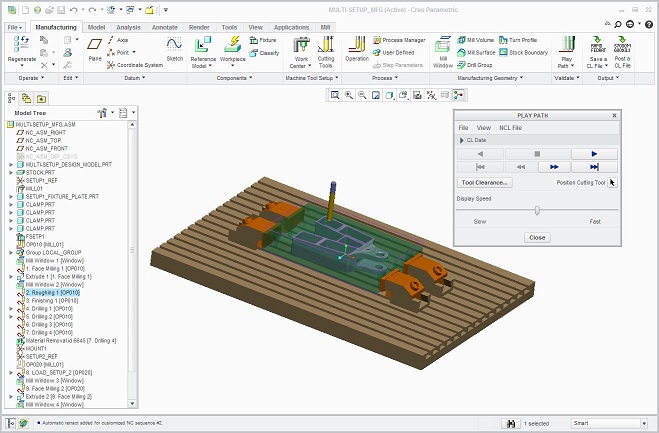 MULTI-SETUP_MFG (Active) - Creo Parametric
File Manufacturing Model Analysis Annotate Render Tools View Applications Mill
Regenerate
Plane
Axis
Point
Coordinate System
Sketch
Reference Model
Workpiece
Fixture
Classify
Work Center
Cutting Tools
Operation
Process Manager
User Defined
Step Parameters
Mill Window
Mill Volume
Mill Surface
Drill Group
Turn Profile
Stock Boundary
Play Path
Save a CL File
Post a CL File
Operate Edit Datum Components Machine Tool Setup Process Manufacturing Geometry Validate Output
Model Tree
MULTI-SETUP_MFG.ASM
NC_ASM_RIGHT
NC_ASM_TOP
NC_ASM_FRONT
NC_ASM_DEF_CSYS
MULTI-SETUP_DESIGN_MODEL.PRT
STOCK.PRT
SETUP1_REF
MILL01
SETUP1_FIXTURE_PLATE.PRT
CLAMP.PRT
CLAMP.PRT
CLAMP.PRT
CLAMP.PRT
FSETP1
OP010 [MILL01]
Group LOCAL_GROUP
Mill Window 1 [Window]
1. Face Milling 1 [OP010]
Extrude 1 [1. Face Milling 1]
Mill Window 2 [Window]
2. Roughing 1 [OP010]
3. Finishing 1 [OP010]
4. Drilling 1 [OP010]
5. Drilling 2 [OP010]
6. Drilling 3 [OP010]
7. Drilling 4 [OP010]
Material Removal id 6645 [7. Drilling 4]
MOUNT1
SETUP2_REF
OP020 [MILL01]
8. LOAD_SETUP_2 [OP020]
Mill Window 3 [Window]
9. Face Milling 2 [OP020]
Extrude 2 [9. Face Milling 2]
Mill Window 4 [Window]
PLAY PATH
File View NCL File
CL Data
Tool Clearance...
Position Cutting Tool
Display Speed
Slow Fast
Close
Automatic retract added for customized NC sequence #2.
1 selected
Smart